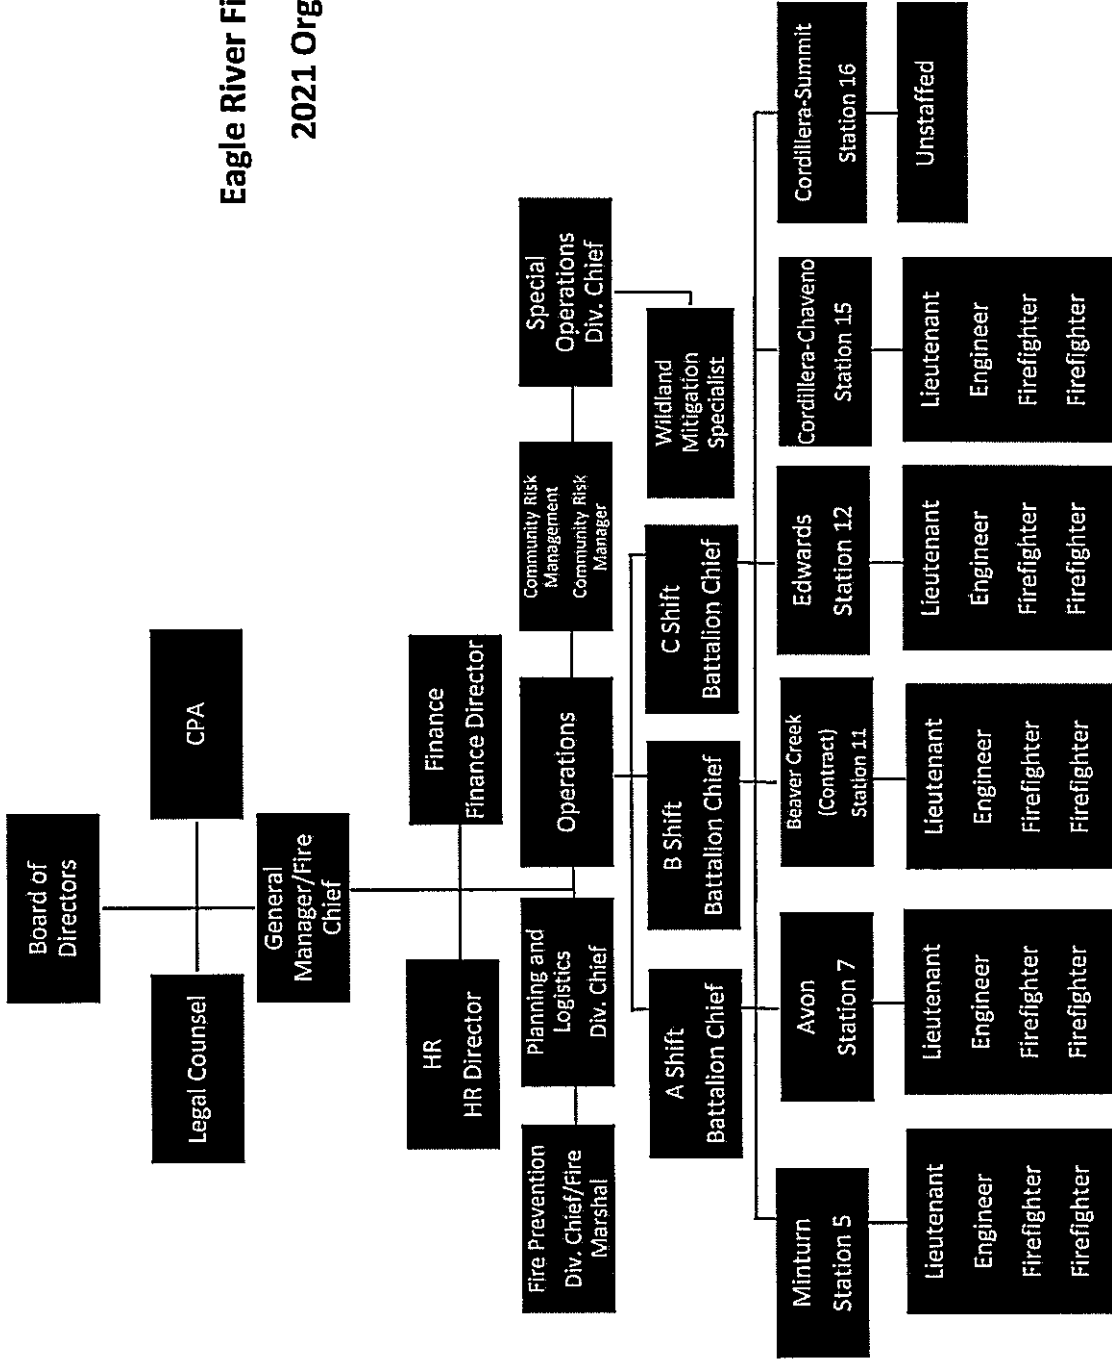 Eagle River Fi
2021 Org
Board of
Directors
Legal Counsel
CPA
General
Manager/Fire
Chief
HR
HR Director
Finance
Finance Director
Fire Prevention
Div. Chief/Fire
Marshal
Planning and
Logistics
Div. Chief
Operations
Community Risk
Management
Community Risk
Manager
Special
Operations
Div. Chief
A Shift
Battalion Chief
B Shift
Battalion Chief
C Shift
Battalion Chief
Wildland
Mitigation
Specialist
Minturn
Station 5
Avon
Station 7
Beaver Creek
(Contract)
Station 11
Edwards
Station 12
Cordillera-Chaveno
Station 15
Cordillera-Summit
Station 16
Lieutenant
Engineer
Firefighter
Firefighter
Lieutenant
Engineer
Firefighter
Firefighter
Lieutenant
Engineer
Firefighter
Firefighter
Lieutenant
Engineer
Firefighter
Firefighter
Lieutenant
Engineer
Firefighter
Firefighter
Unstaffed